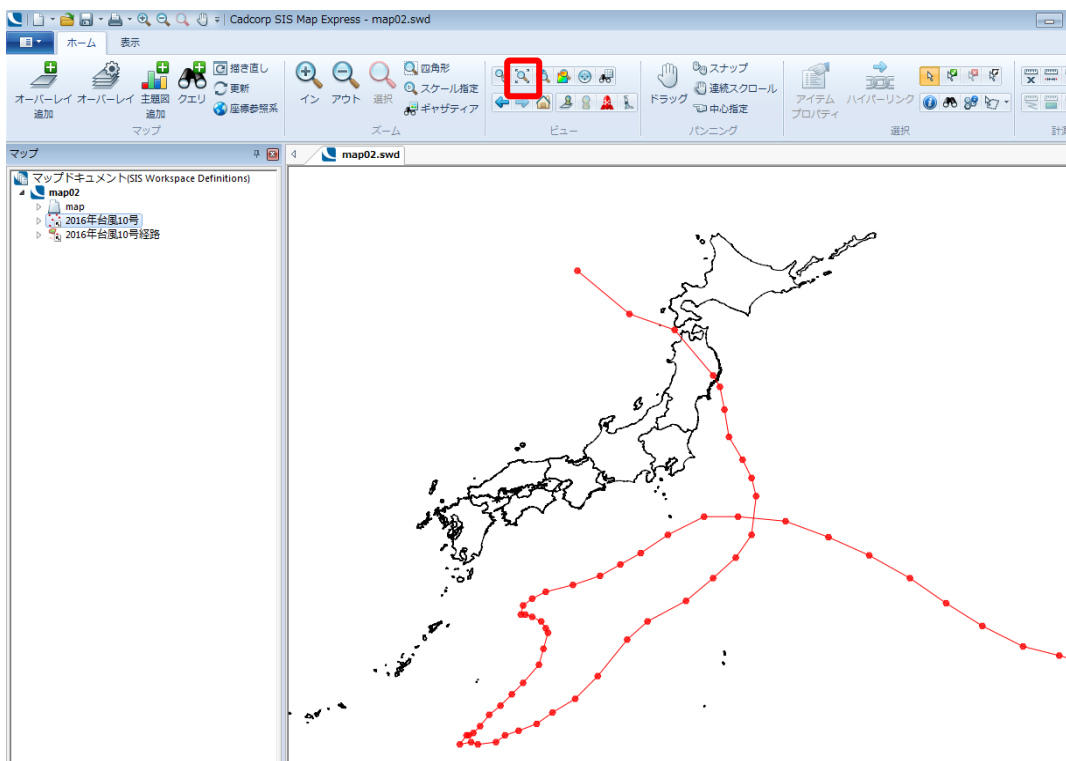 Cadcorp SIS Map Express - map02.swd
ホーム 表示
オーバーレイ追加
オーバーレイ
主題図追加
クエリ
描き直し
更新
座標参照系
マップ
イン アウト 選択
四角形
スケール指定
ギャザティア
ズーム
ビュー
ドラッグ
スナップ
連続スクロール
中心指定
パンニング
アイテムプロパティ
ハイパーリンク
選択
計測
マップ
map02.swd
マップドキュメント(SIS Workspace Definitions)
map02
map
2016年台風10号
2016年台風10号経路